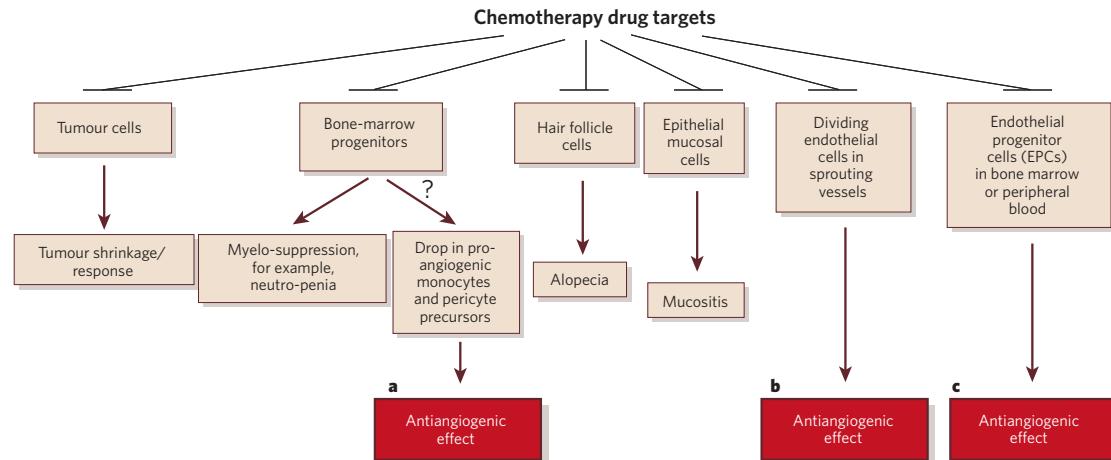 Chemotherapy drug targets
Tumour cells
Bone-marrow
progenitors
Hair follicle
cells
Epithelial
mucosal
cells
Dividing
endothelial
cells in
sprouting
vessels
Endothelial
progenitor
cells (EPCs)
in bone marrow
or peripheral
blood
?
Tumour shrinkage/
response
Myelo-suppression,
for example,
neutro-penia
Drop in pro-
angiogenic
monocytes
and pericyte
precursors
Alopecia
Mucositis
a
Antiangiogenic
effect
b
Antiangiogenic
effect
c
Antiangiogenic
effect